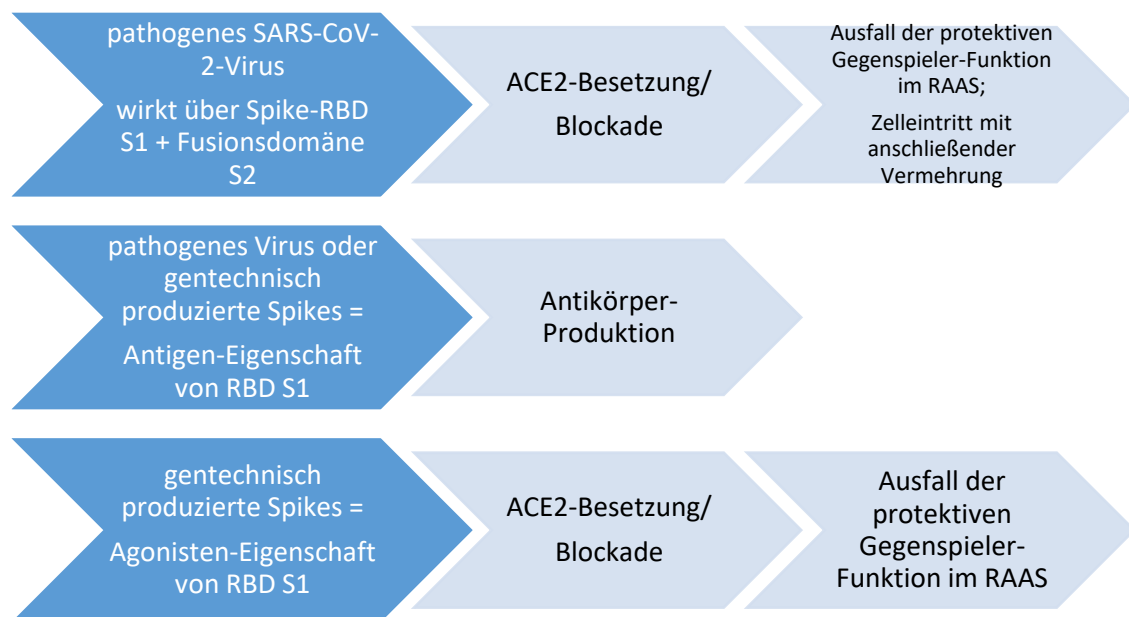 pathogenes SARS-CoV-
2-Virus
wirkt über Spike-RBD
S1 + Fusionsdomäne
S2
ACE2-Besetzung/
Blockade
Ausfall der protektiven
Gegenspieler-Funktion
im RAAS;
Zelleintritt mit
anschließender
Vermehrung
pathogenes Virus oder
gentechnisch
produzierte Spikes =
Antigen-Eigenschaft
von RBD S1
Antikörper-
Produktion
gentechnisch
produzierte Spikes =
Agonisten-Eigenschaft
von RBD S1
ACE2-Besetzung/
Blockade
Ausfall der
protektiven
Gegenspieler-
Funktion im RAAS